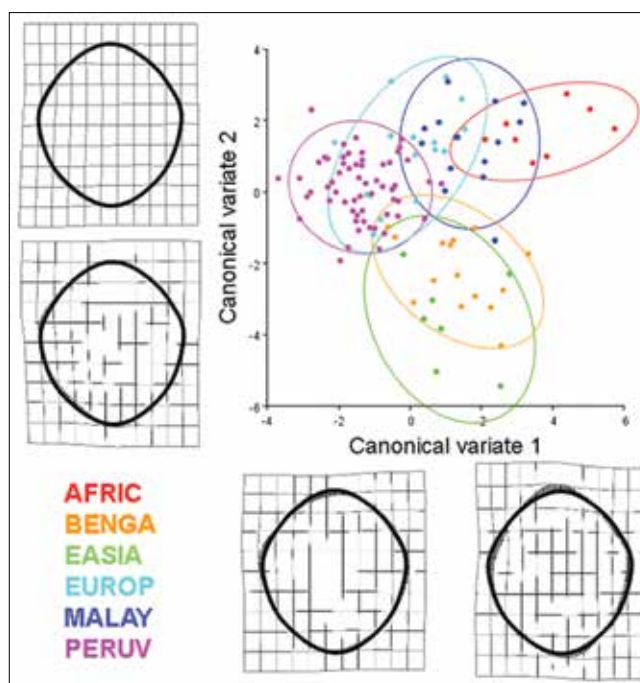 4
2
0
-2
-4
-6
Canonical variate 2
-4
-2
0
2
4
6
Canonical variate 1
AFRIC
BENGA
EASIA
EUROP
MALAY
PERUV